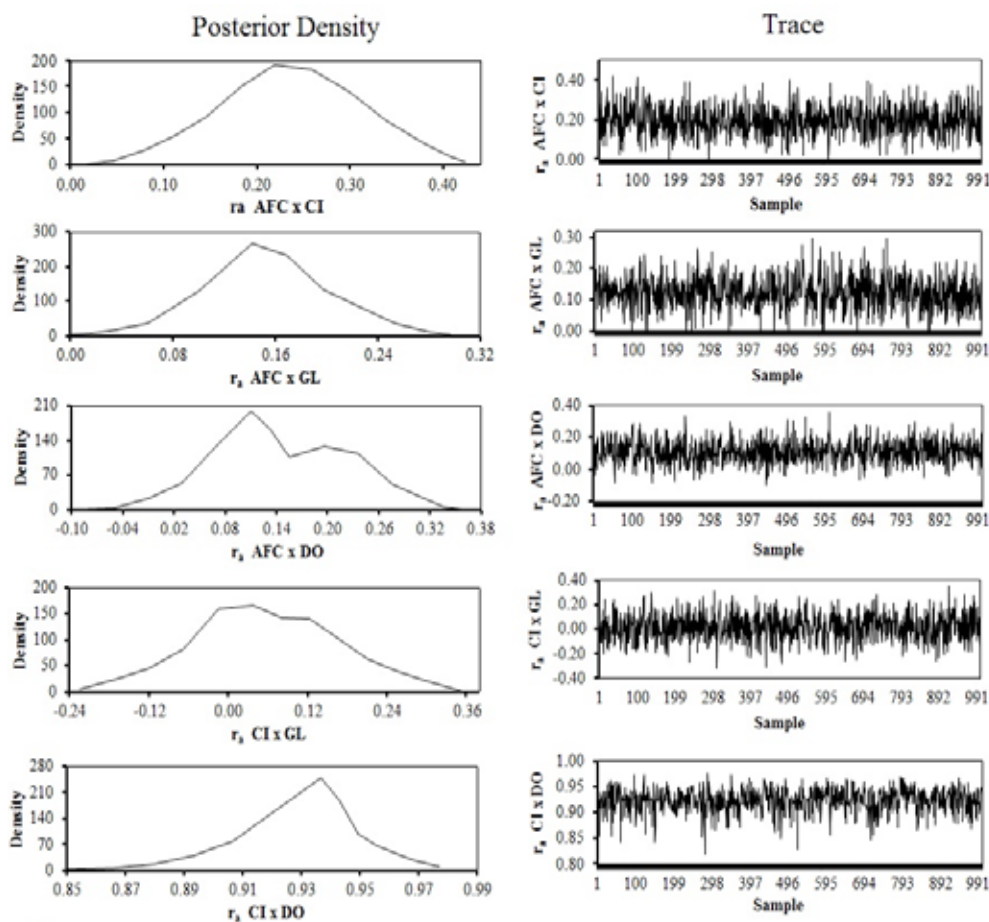 Posterior Density
Trace
Density
200
150
100
50
0
0.00 0.10 0.20 0.30 0.40
ra AFC x CI
rₐ AFC x CI
0.40
0.20
0.00
1 100 199 298 397 496 595 694 793 892 991
Sample
Density
300
200
100
0
0.00 0.08 0.16 0.24 0.32
rₐ AFC x GL
rₐ AFC x GL
0.30
0.20
0.10
0.00
1 100 199 298 397 496 595 694 793 892 991
Sample
Density
210
140
70
0
-0.10 -0.04 0.02 0.08 0.14 0.20 0.26 0.32 0.38
rₐ AFC x DO
rₐ AFC x DO
0.40
0.20
0.00
-0.20
1 100 199 298 397 496 595 694 793 892 991
Sample
Density
200
150
100
50
0
-0.24 -0.12 0.00 0.12 0.24 0.36
rₐ CI x GL
rₐ CI x GL
0.40
0.20
0.00
-0.20
-0.40
1 100 199 298 397 496 595 694 793 892 991
Sample
Density
280
210
140
70
0
0.85 0.87 0.89 0.91 0.93 0.95 0.97 0.99
rₐ CI x DO
rₐ CI x DO
1.00
0.95
0.90
0.85
0.80
1 100 199 298 397 496 595 694 793 892 991
Sample